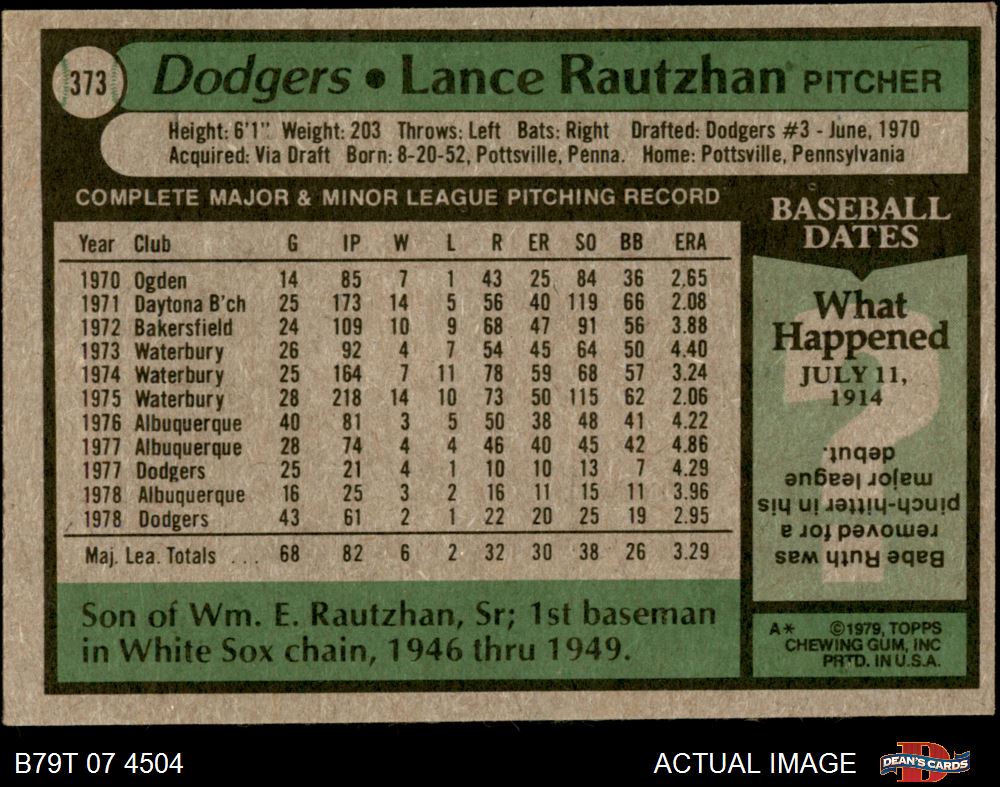 373 Dodgers • Lance Rautzhan PITCHER
Height: 6'1" Weight: 203 Throws: Left Bats: Right Drafted: Dodgers #3 - June, 1970
Acquired: Via Draft Born: 8-20-52, Pottsville, Penna. Home: Pottsville, Pennsylvania
COMPLETE MAJOR & MINOR LEAGUE PITCHING RECORD
Year Club G IP W L R ER SO BB ERA
1970 Ogden 14 85 7 1 43 25 84 36 2.65
1971 Daytona B'ch 25 173 14 5 56 40 119 66 2.08
1972 Bakersfield 24 109 10 9 68 47 91 56 3.88
1973 Waterbury 26 92 4 7 54 45 64 50 4.40
1974 Waterbury 25 164 7 11 78 59 68 57 3.24
1975 Waterbury 28 218 14 10 73 50 115 62 2.06
1976 Albuquerque 40 81 3 5 50 38 48 41 4.22
1977 Albuquerque 28 74 4 4 46 40 45 42 4.86
1977 Dodgers 25 21 4 1 10 10 13 7 4.29
1978 Albuquerque 16 25 3 2 16 11 15 11 3.96
1978 Dodgers 43 61 2 1 22 20 25 19 2.95
Maj. Lea. Totals ... 68 82 6 2 32 30 38 26 3.29
Son of Wm. E. Rautzhan, Sr; 1st baseman
in White Sox chain, 1946 thru 1949.
BASEBALL
DATES
What
Happened
JULY 11,
1914
?
Babe Ruth was
removed for a
pinch-hitter in his
major league
debut.
A* ©1979, TOPPS
CHEWING GUM, INC
PRTD. IN U.S.A.
B79T 07 4504
ACTUAL IMAGE
D
DEAN'S CARDS